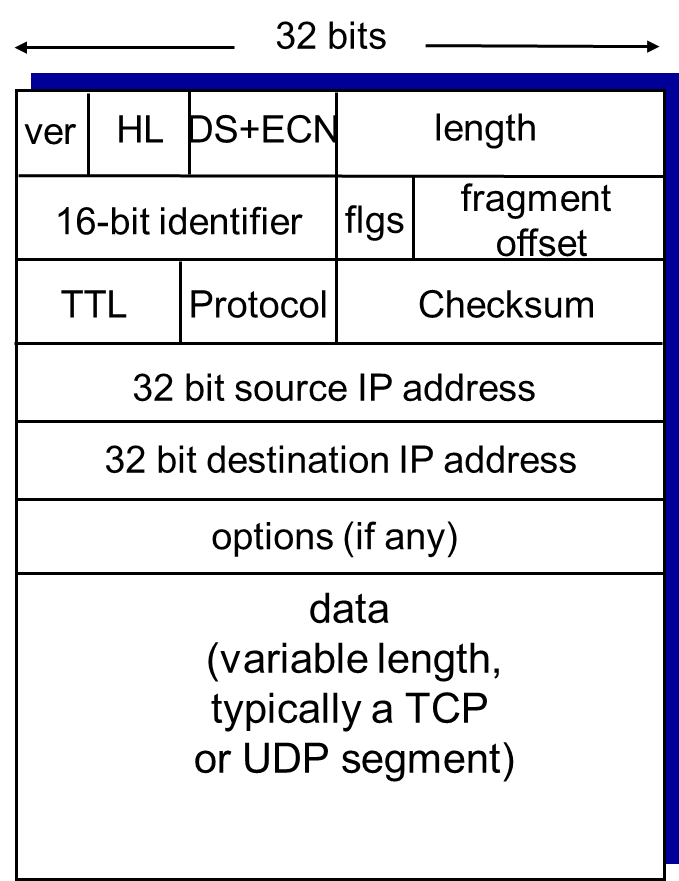 32 bits
ver HL DS+ECN length
16-bit identifier flgs fragment
offset
TTL Protocol Checksum
32 bit source IP address
32 bit destination IP address
options (if any)
data
(variable length,
typically a TCP
or UDP segment)